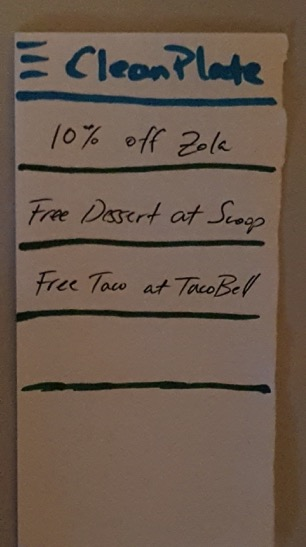 CleanPlate
10% off Zola
Free Dessert at Scoop
Free Taco at TacoBell